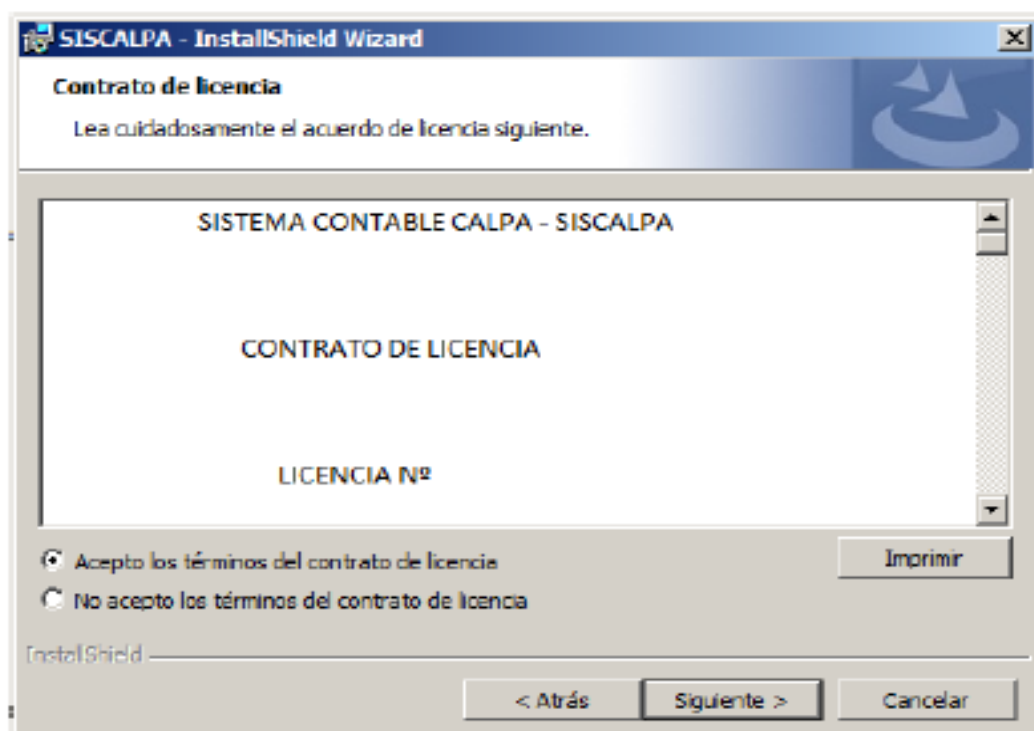 SISCALPA - InstallShield Wizard
Contrato de licencia
Lea cuidadosamente el acuerdo de licencia siguiente.
SISTEMA CONTABLE CALPA - SISCALPA
CONTRATO DE LICENCIA
LICENCIA Nº
Acepto los términos del contrato de licencia
Imprimir
No acepto los términos del contrato de licencia
InstallShield
< Atrás
Siguiente >
Cancelar